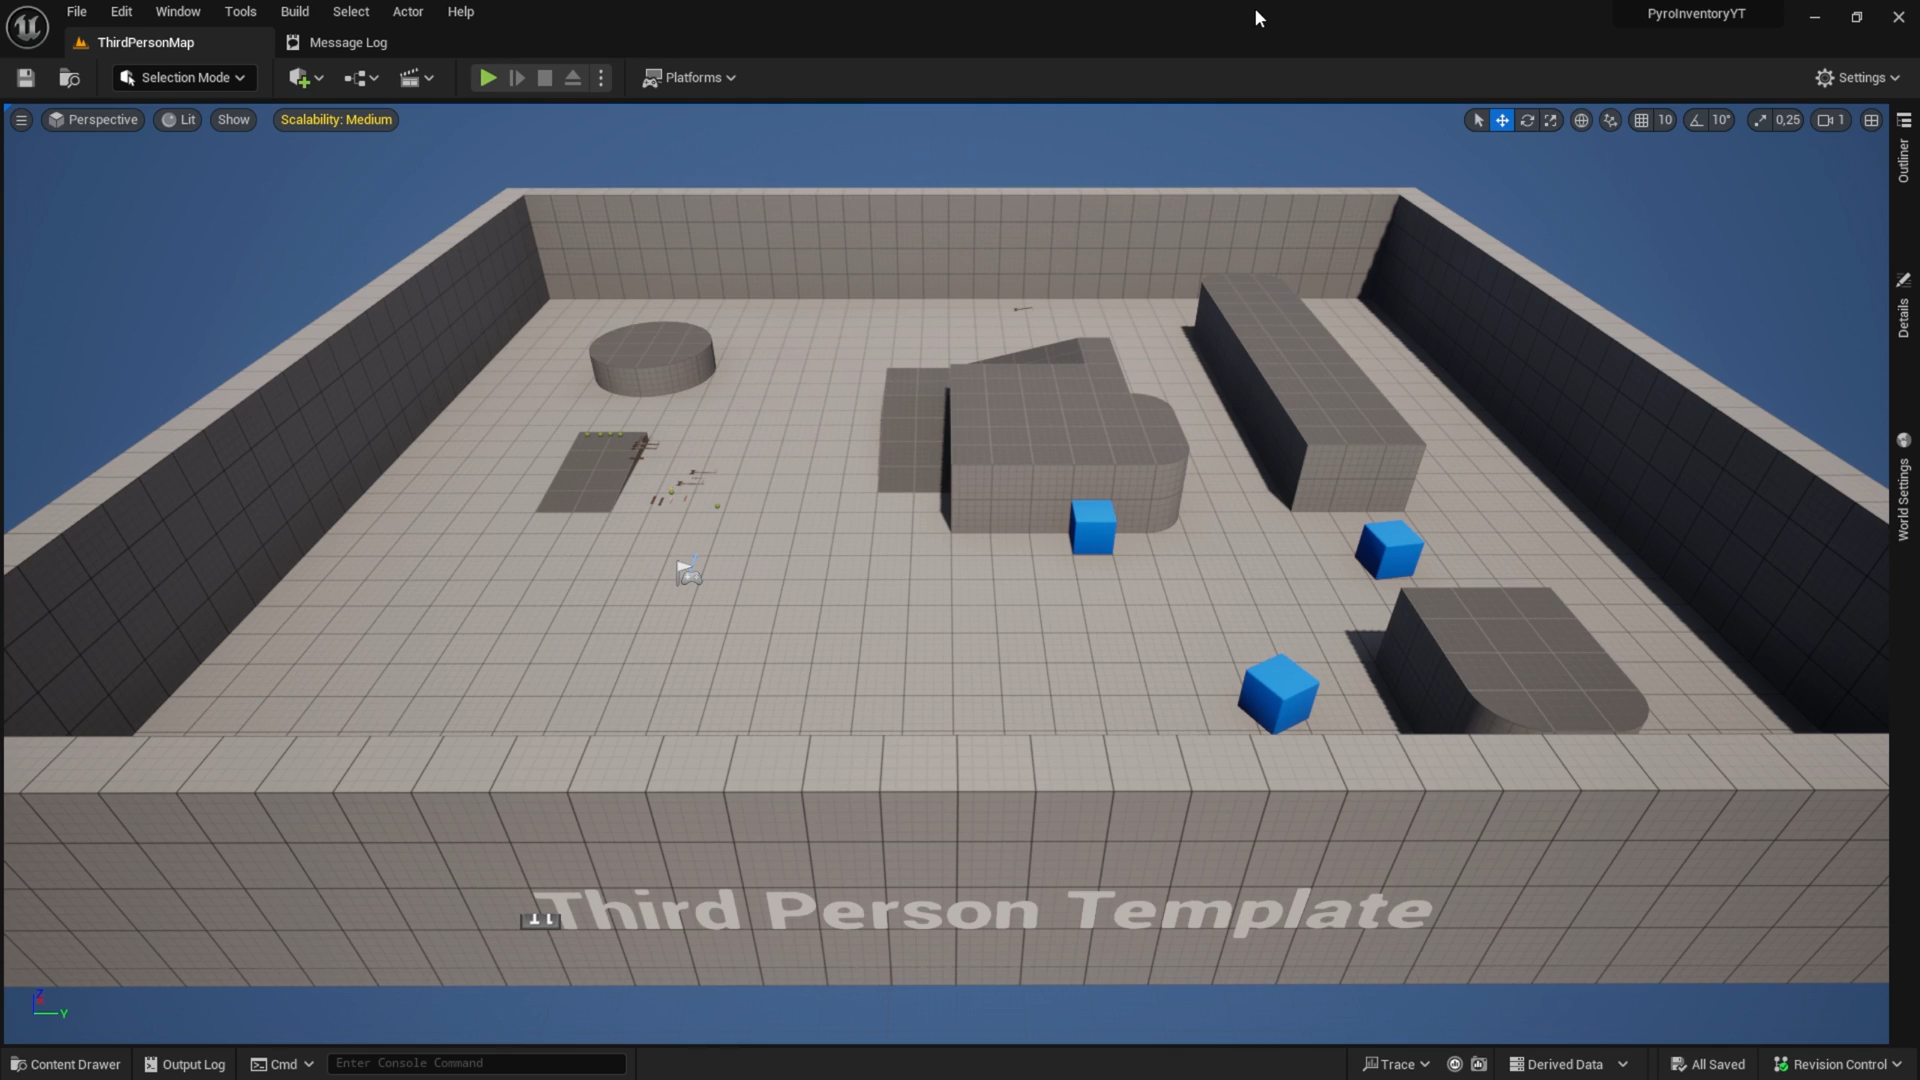 File Edit Window Tools Build Select Actor Help
PyroInventoryYT
ThirdPersonMap
Message Log
Selection Mode
Platforms
Settings
Perspective
Lit
Show
Scalability: Medium
10
10°
0,25
1
Outliner
Details
World Settings
Third Person Template
Z
Y
Content Drawer
Output Log
Cmd
Enter Console Command
Trace
Derived Data
All Saved
Revision Control